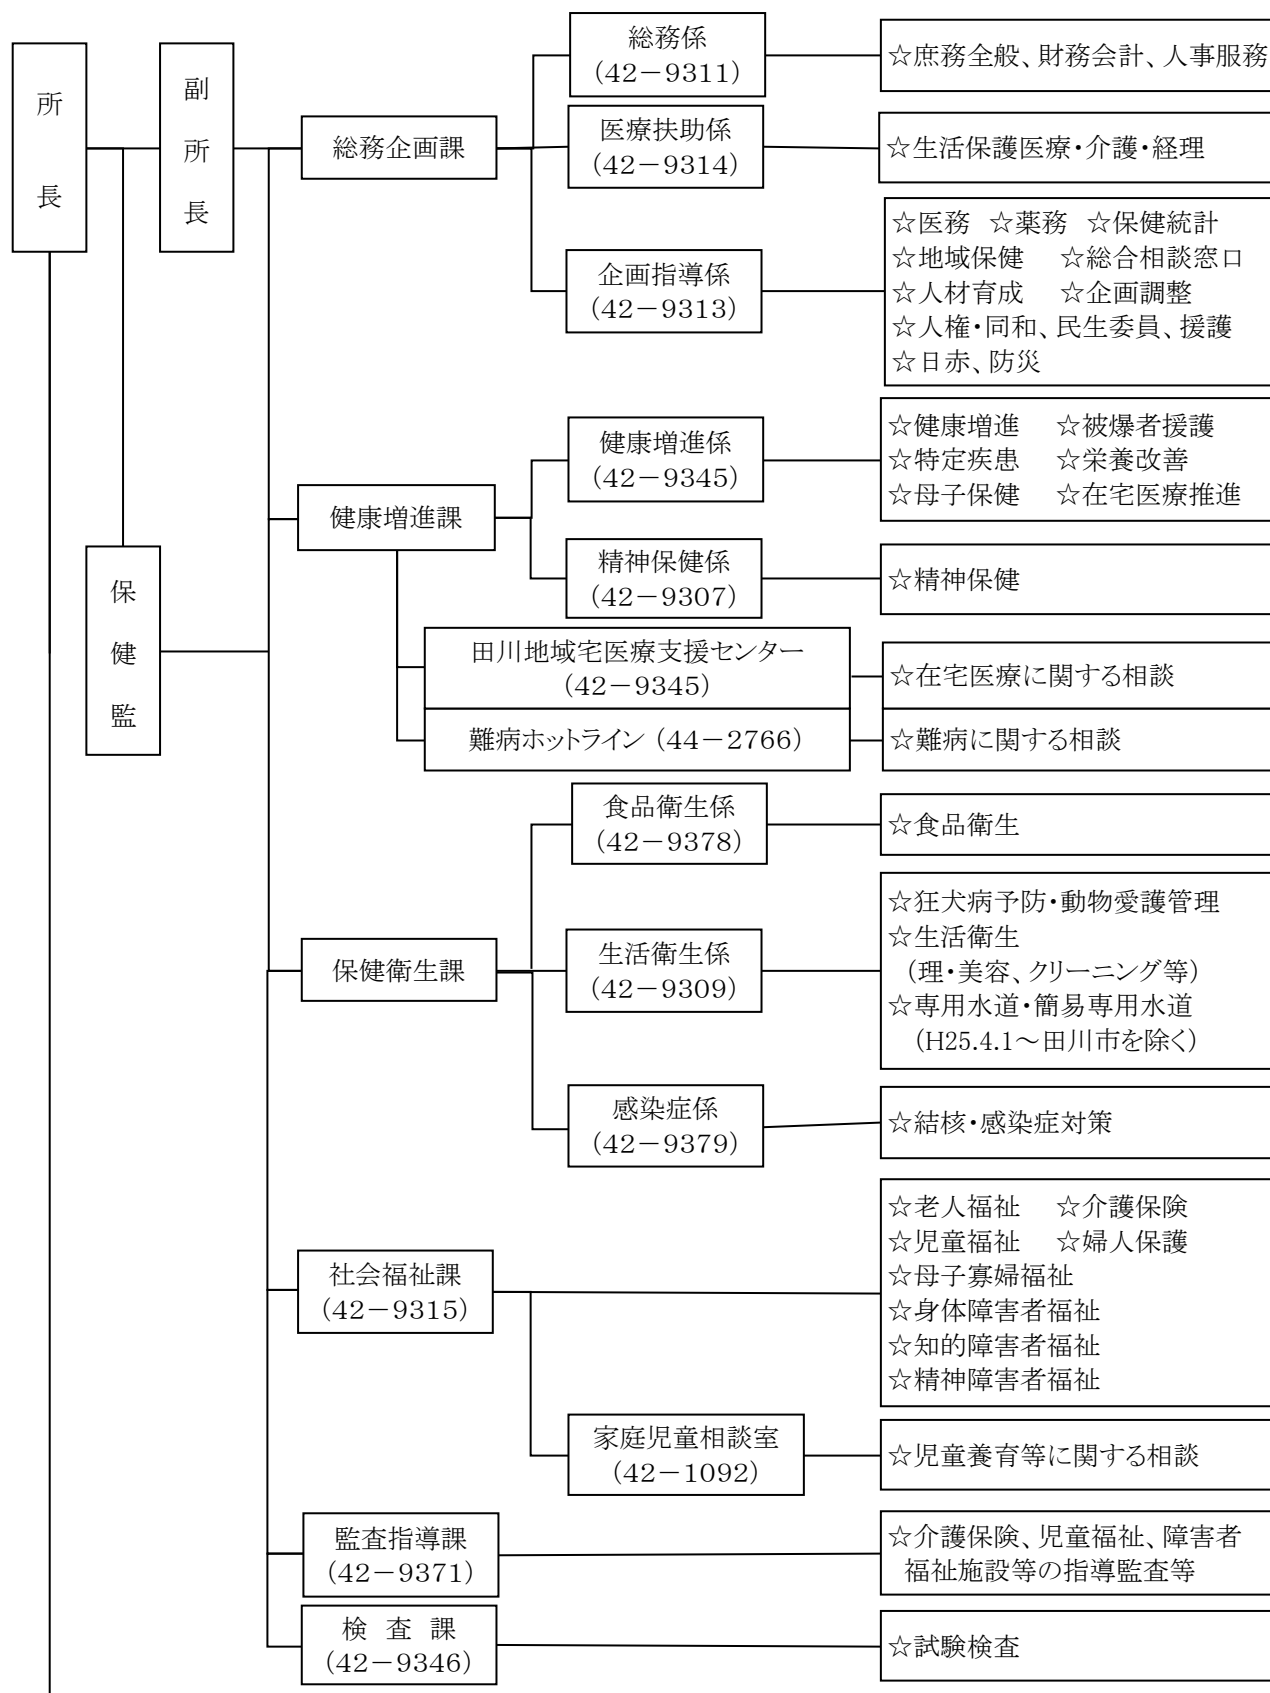 所長
副所長
保健監
総務企画課
総務係
(42－9311)
☆庶務全般、財務会計、人事服務
医療扶助係
(42－9314)
☆生活保護医療・介護・経理
企画指導係
(42－9313)
☆医務 ☆薬務 ☆保健統計
☆地域保健 ☆総合相談窓口
☆人材育成 ☆企画調整
☆人権・同和、民生委員、援護
☆日赤、防災
健康増進課
健康増進係
(42－9345)
☆健康増進 ☆被爆者援護
☆特定疾患 ☆栄養改善
☆母子保健 ☆在宅医療推進
精神保健係
(42－9307)
☆精神保健
田川地域宅医療支援センター
(42－9345)
☆在宅医療に関する相談
難病ホットライン (44－2766)
☆難病に関する相談
保健衛生課
食品衛生係
(42－9378)
☆食品衛生
生活衛生係
(42－9309)
☆狂犬病予防・動物愛護管理
☆生活衛生
(理・美容、クリーニング等)
☆専用水道・簡易専用水道
(H25.4.1～田川市を除く)
感染症係
(42－9379)
☆結核・感染症対策
社会福祉課
(42－9315)
☆老人福祉 ☆介護保険
☆児童福祉 ☆婦人保護
☆母子寡婦福祉
☆身体障害者福祉
☆知的障害者福祉
☆精神障害者福祉
家庭児童相談室
(42－1092)
☆児童養育等に関する相談
監査指導課
(42－9371)
☆介護保険、児童福祉、障害者
福祉施設等の指導監査等
検 査 課
(42－9346)
☆試験検査